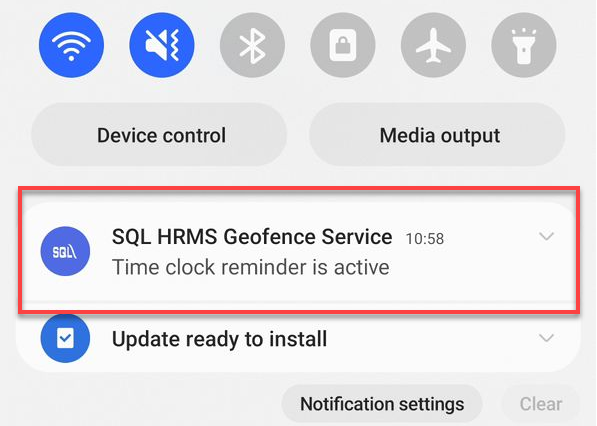 Device control
Media output
SQL
SQL HRMS Geofence Service 10:58
Time clock reminder is active
Update ready to install
Notification settings
Clear